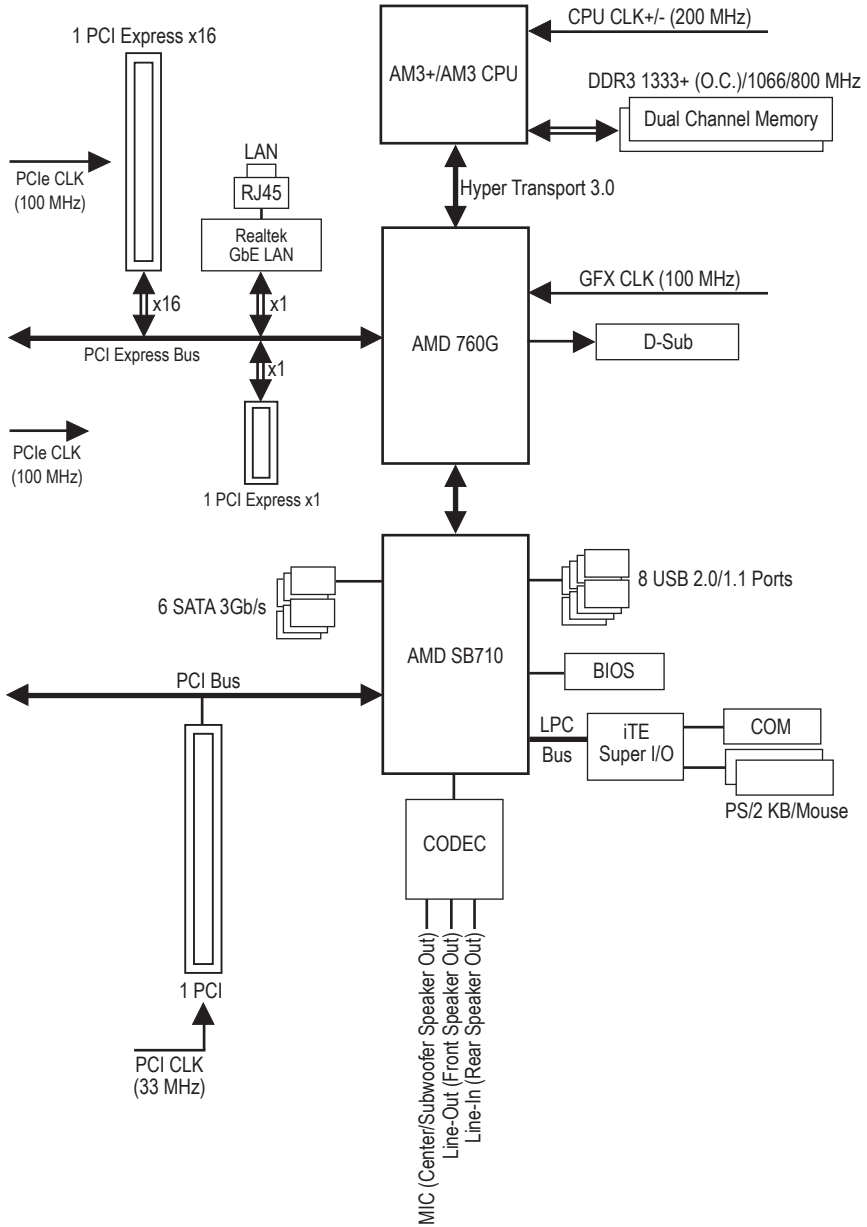 1 PCI Express x16
CPU CLK+/- (200 MHz)
AM3+/AM3 CPU
DDR3 1333+ (O.C.)/1066/800 MHz
Dual Channel Memory
PCIe CLK
(100 MHz)
LAN
RJ45
Hyper Transport 3.0
Realtek
GbE LAN
x16
x1
GFX CLK (100 MHz)
PCI Express Bus
AMD 760G
D-Sub
x1
PCIe CLK
(100 MHz)
1 PCI Express x1
6 SATA 3Gb/s
8 USB 2.0/1.1 Ports
AMD SB710
BIOS
PCI Bus
LPC
Bus
iTE
Super I/O
COM
PS/2 KB/Mouse
CODEC
1 PCI
PCI CLK
(33 MHz)
MIC (Center/Subwoofer Speaker Out)
Line-Out (Front Speaker Out)
Line-In (Rear Speaker Out)